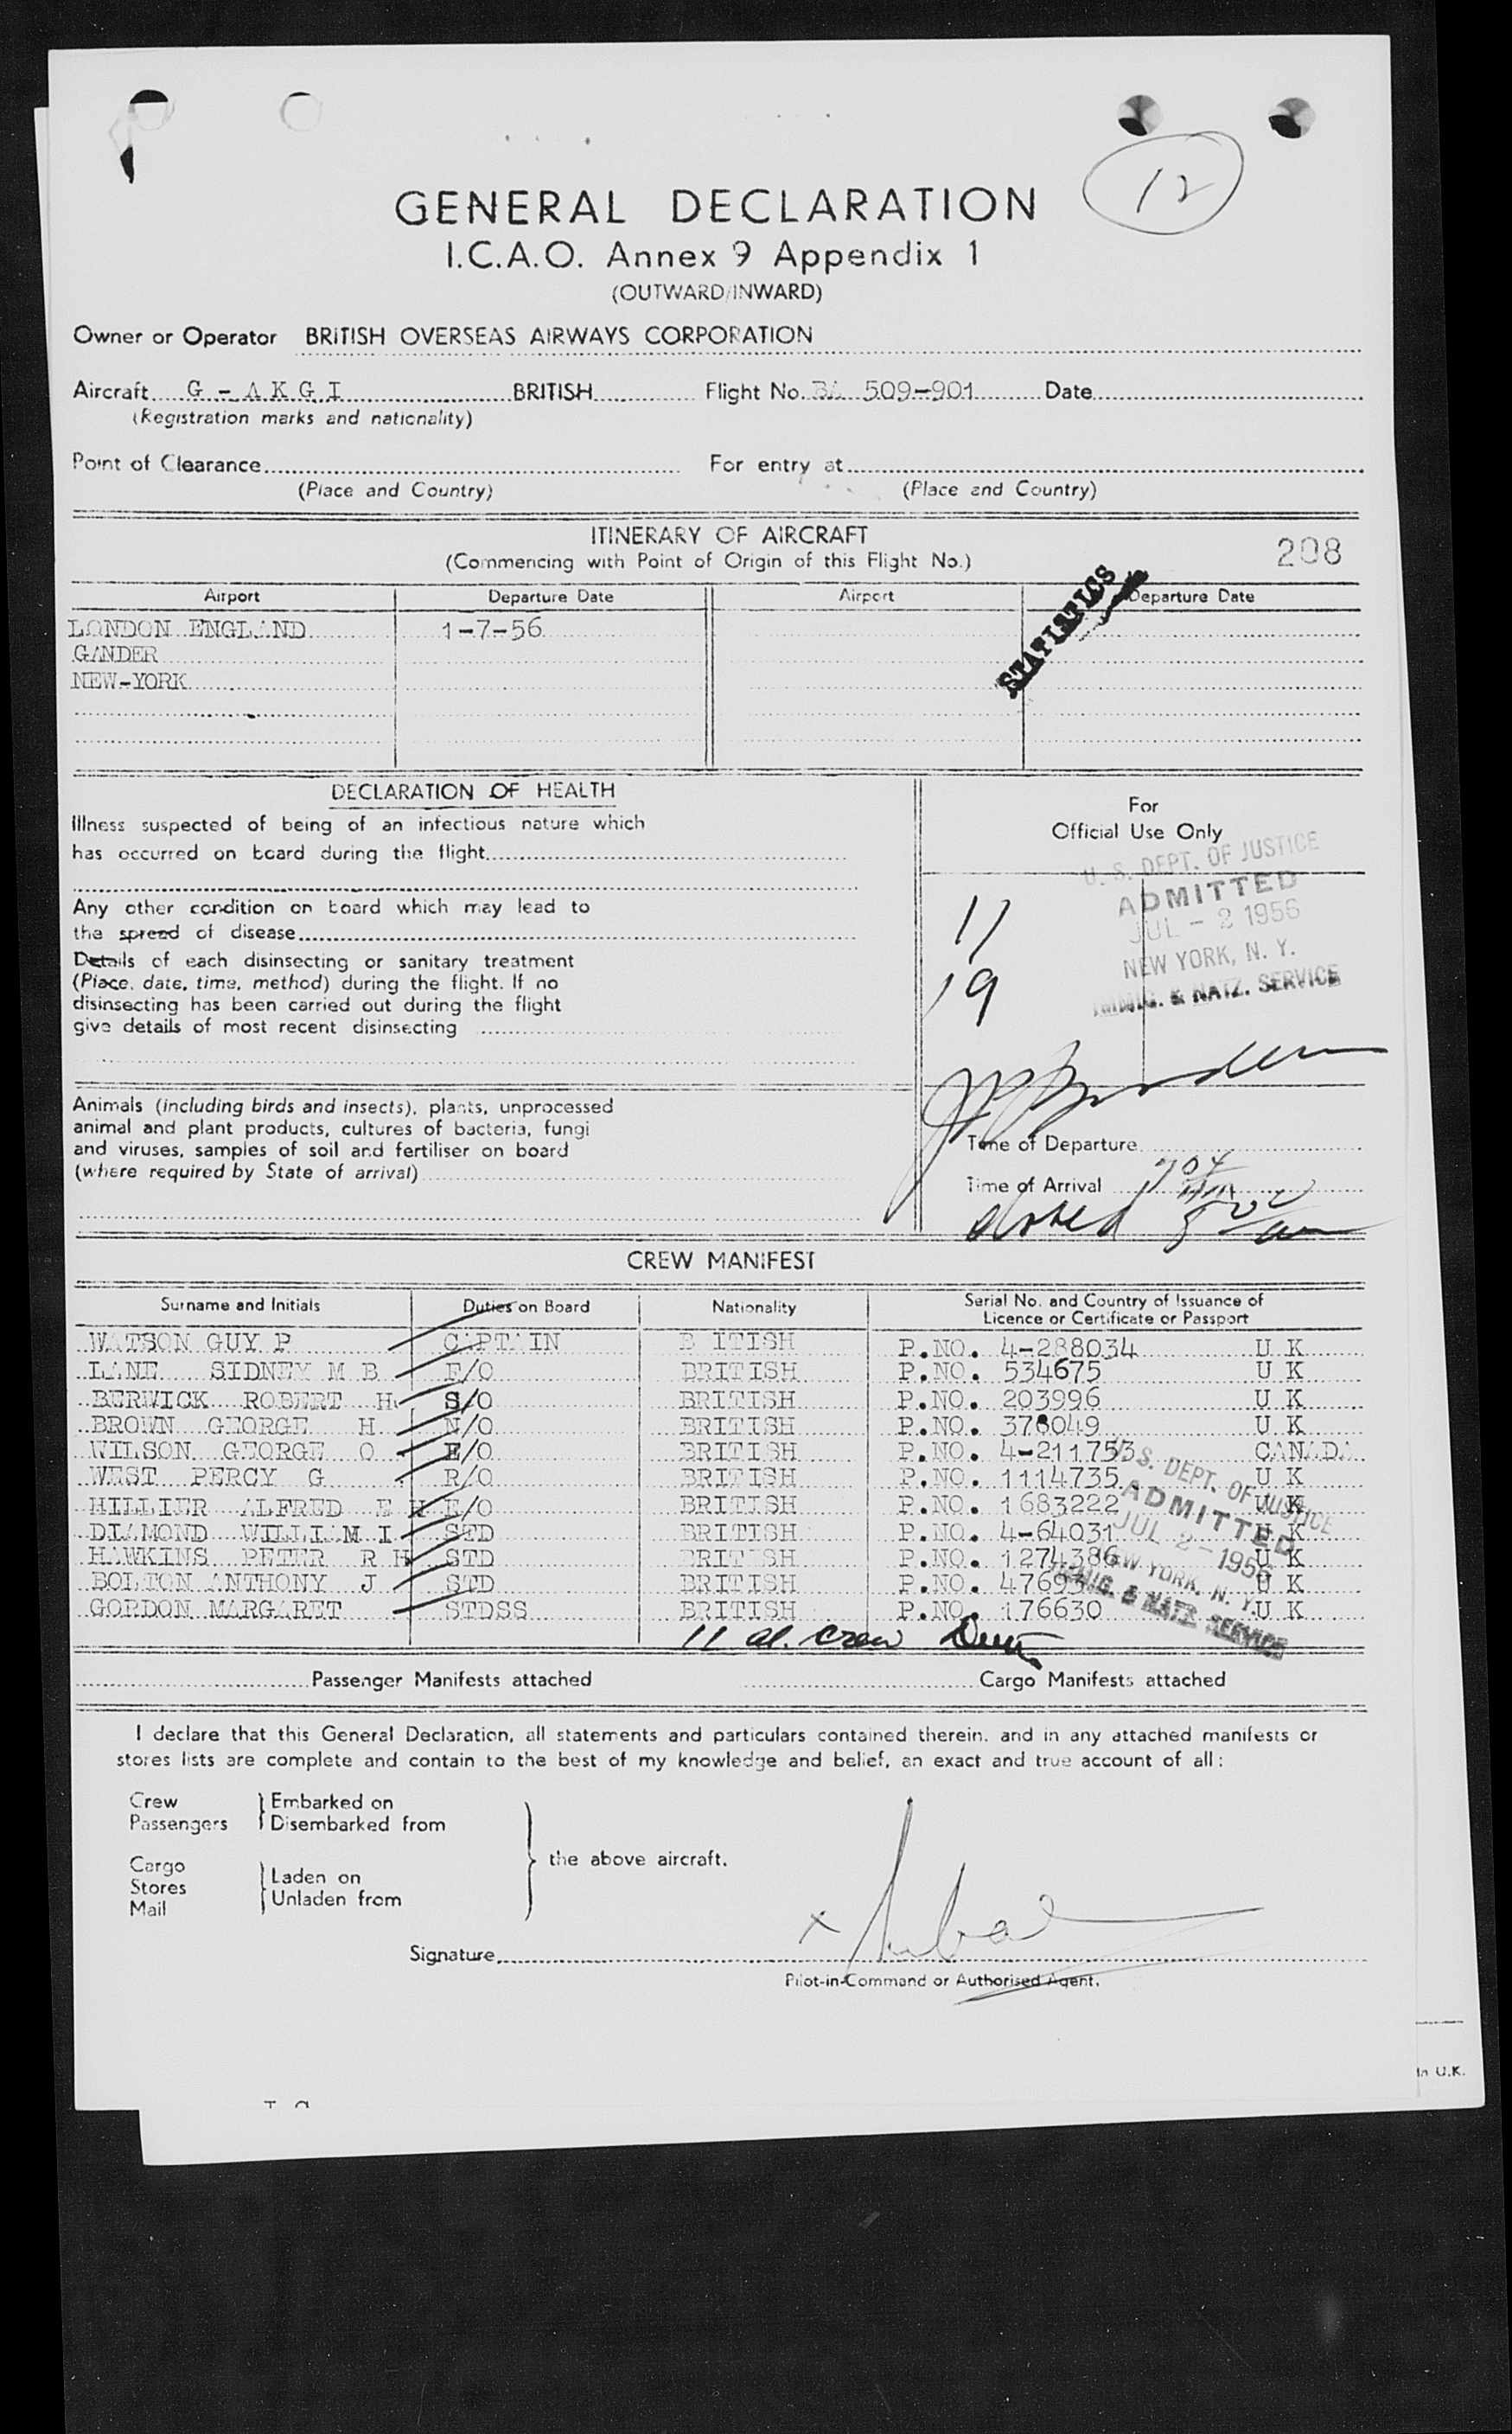 12
GENERAL DECLARATION
I.C.A.O. Annex 9 Appendix 1
(OUTWARD/INWARD)
Owner or Operator BRITISH OVERSEAS AIRWAYS CORPORATION
Aircraft G - A K G I BRITISH Flight No. BA 509-901 Date
(Registration marks and nationality)
Point of Clearance For entry at
(Place and Country) (Place and Country)
ITINERARY OF AIRCRAFT
(Commencing with Point of Origin of this Flight No.) 208
STATISTICS
Airport Departure Date Airport Departure Date
LONDON ENGLAND 1-7-56
GANDER
NEW-YORK
DECLARATION OF HEALTH
Illness suspected of being of an infectious nature which
has occurred on board during the flight
Any other condition on board which may lead to
the spread of disease
Details of each disinsecting or sanitary treatment
(Place, date, time, method) during the flight. If no
disinsecting has been carried out during the flight
give details of most recent disinsecting
For
Official Use Only
U. S. DEPT. OF JUSTICE
ADMITTED
JUL - 2 1956
NEW YORK, N. Y.
IMMIG. & NATZ. SERVICE
11
19
Animals (including birds and insects), plants, unprocessed
animal and plant products, cultures of bacteria, fungi
and viruses, samples of soil and fertiliser on board
(where required by State of arrival)
Time of Departure
Time of Arrival 704
CREW MANIFEST
Surname and Initials Duties on Board Nationality Serial No. and Country of Issuance of
Licence or Certificate or Passport
WATSON GUY P CAPTAIN B ITISH P.NO. 4-288034 U K
LANE SIDNEY M B F/O BRITISH P.NO. 534675 U K
BERWICK ROBERT H S/O BRITISH P.NO. 203996 U K
BROWN GEORGE H N/O BRITISH P.NO. 378049 U K
WILSON GEORGE O E/O BRITISH P.NO. 4-211753 CANADA
WEST PERCY G R/O BRITISH P.NO. 1114735 U K
HILLIER ALFRED E H E/O BRITISH P.NO. 1683222 U K
DIAMOND WILLIAM I STD BRITISH P.NO. 4-64031 U K
HAWKINS PETER R H STD BRIT SH P.NO. 1274386 U K
BOLTON ANTHONY J STD BRITISH P.NO. U K
GORDON MARGARET STDSS BRITISH P.NO. 176630 U K
U. S. DEPT. OF JUSTICE
ADMITTED
JUL 2 - 1956
NEW YORK, N. Y.
IMMIG. & NATZ. SERVICE
11 al. crew
Passenger Manifests attached Cargo Manifests attached
I declare that this General Declaration, all statements and particulars contained therein, and in any attached manifests or
stores lists are complete and contain to the best of my knowledge and belief, an exact and true account of all:
Crew Embarked on
Passengers Disembarked from
the above aircraft.
Cargo
Stores Laden on
Mail Unladen from
Signature
Pilot-in-Command or Authorised Agent.
in U.K.